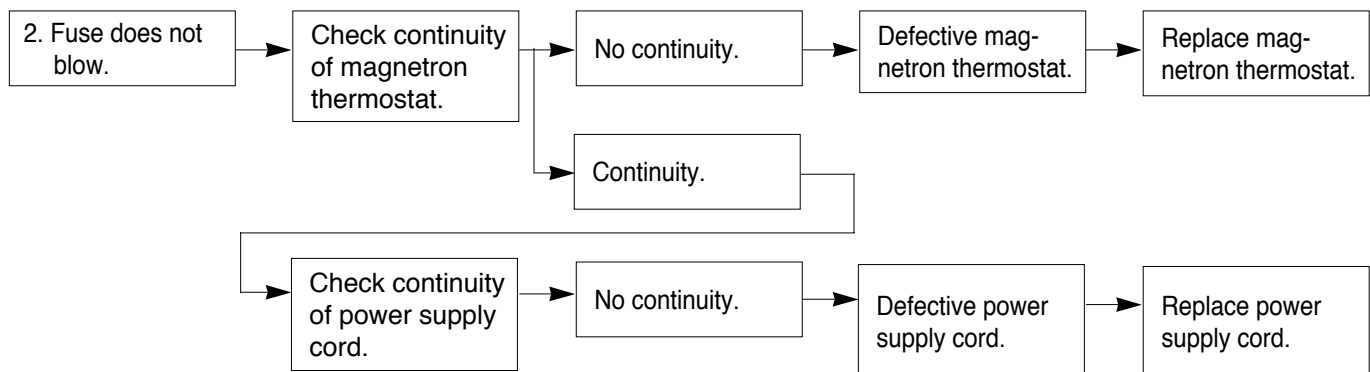 2. Fuse does not
blow.
Check continuity
of magnetron
thermostat.
No continuity.
Defective mag-
netron thermostat.
Replace mag-
netron thermostat.
Continuity.
Check continuity
of power supply
cord.
No continuity.
Defective power
supply cord.
Replace power
supply cord.